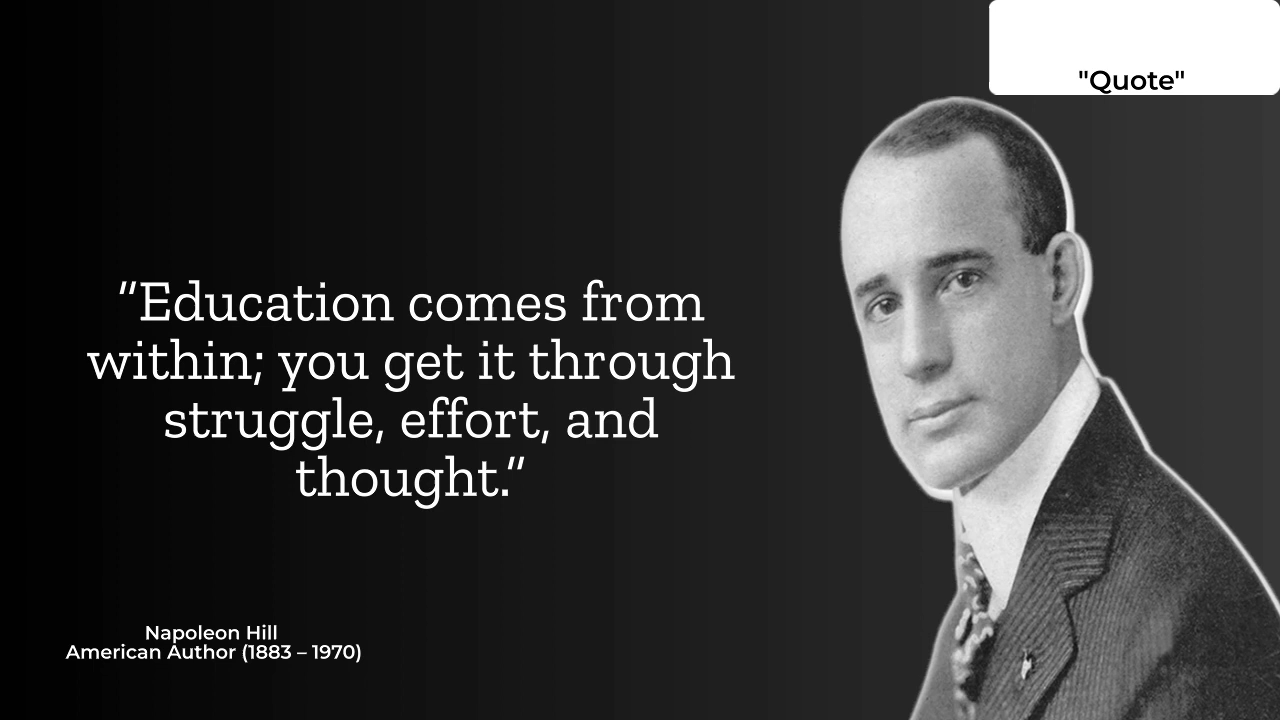 "Quote"
“Education comes from
within; you get it through
struggle, effort, and
thought.”
Napoleon Hill
American Author (1883 – 1970)